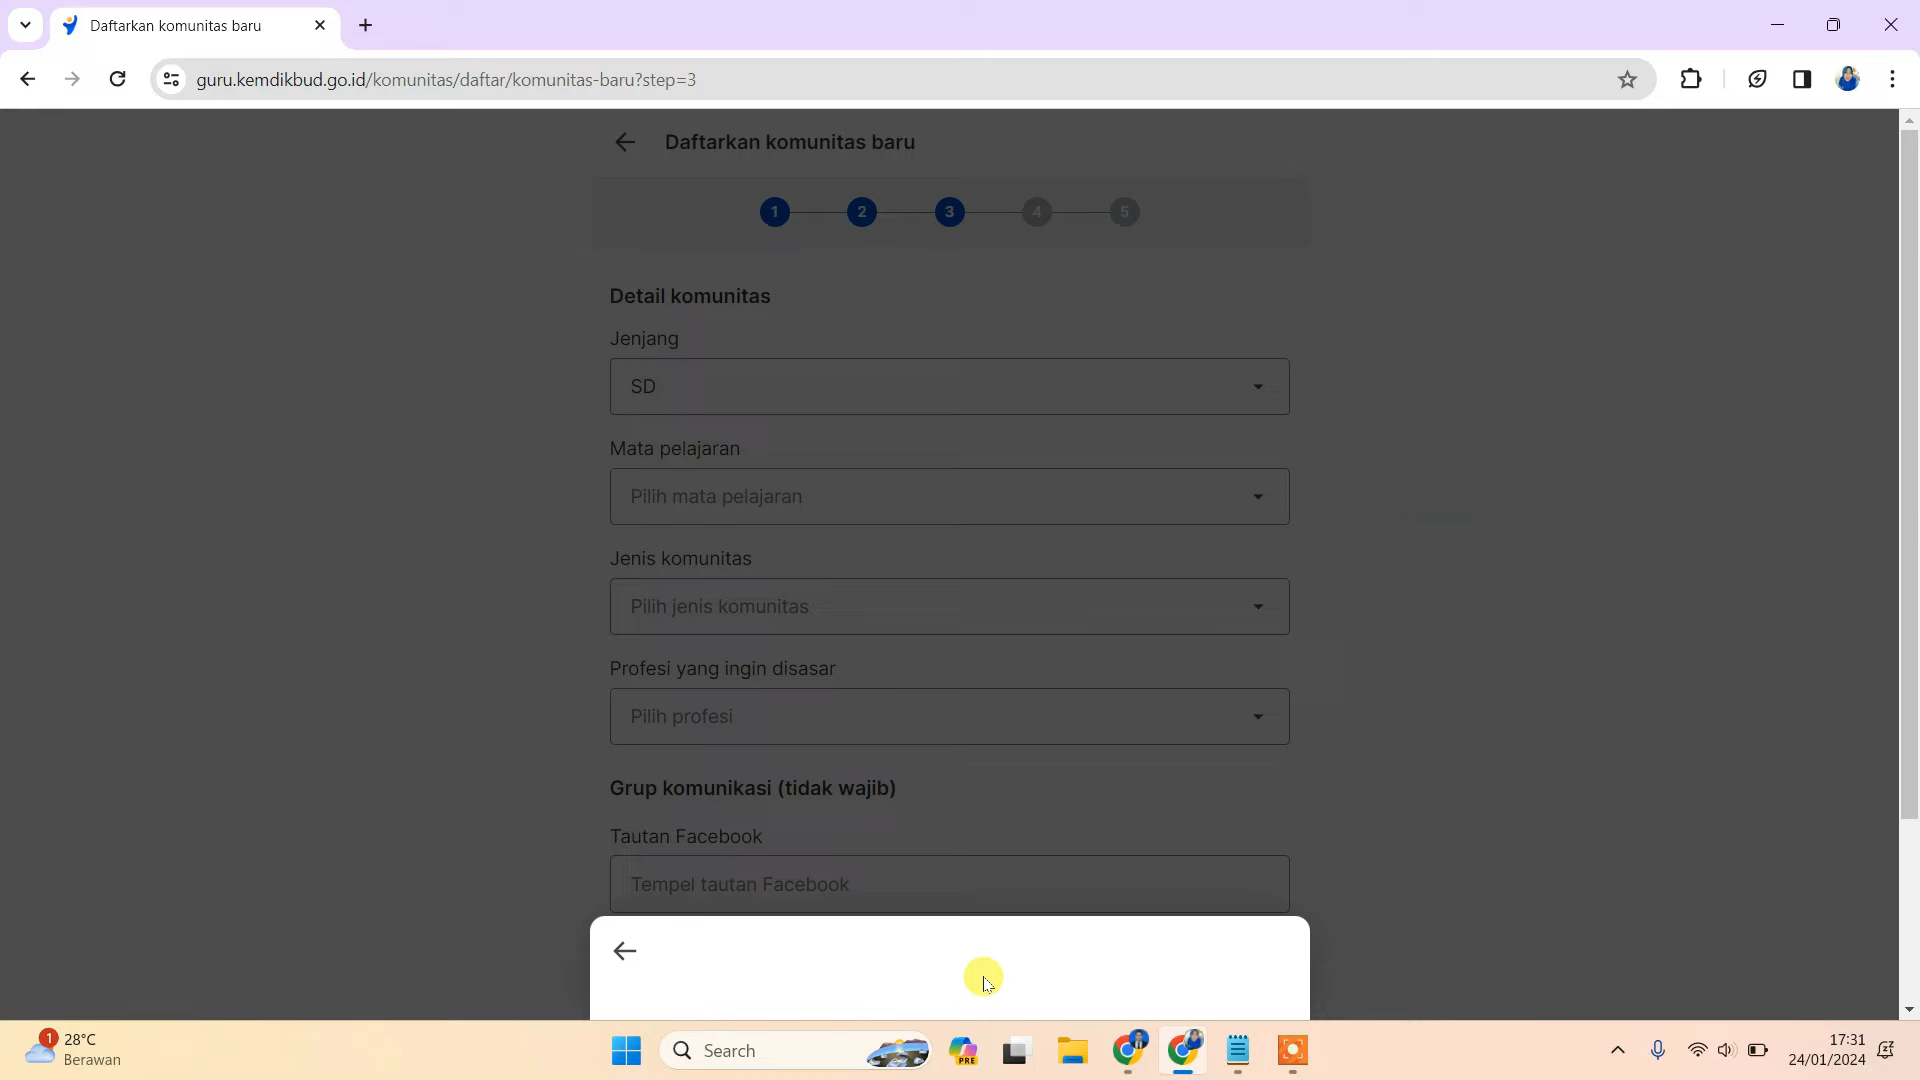 Daftarkan komunitas baru
guru.kemdikbud.go.id/komunitas/daftar/komunitas-baru?step=3
Daftarkan komunitas baru
1 2 3 4 5
Detail komunitas
Jenjang
SD
Mata pelajaran
Pilih mata pelajaran
Jenis komunitas
Pilih jenis komunitas
Profesi yang ingin disasar
Pilih profesi
Grup komunikasi (tidak wajib)
Tautan Facebook
Tempel tautan Facebook
1
28°C
Berawan
Search
PRE
17:31
24/01/2024